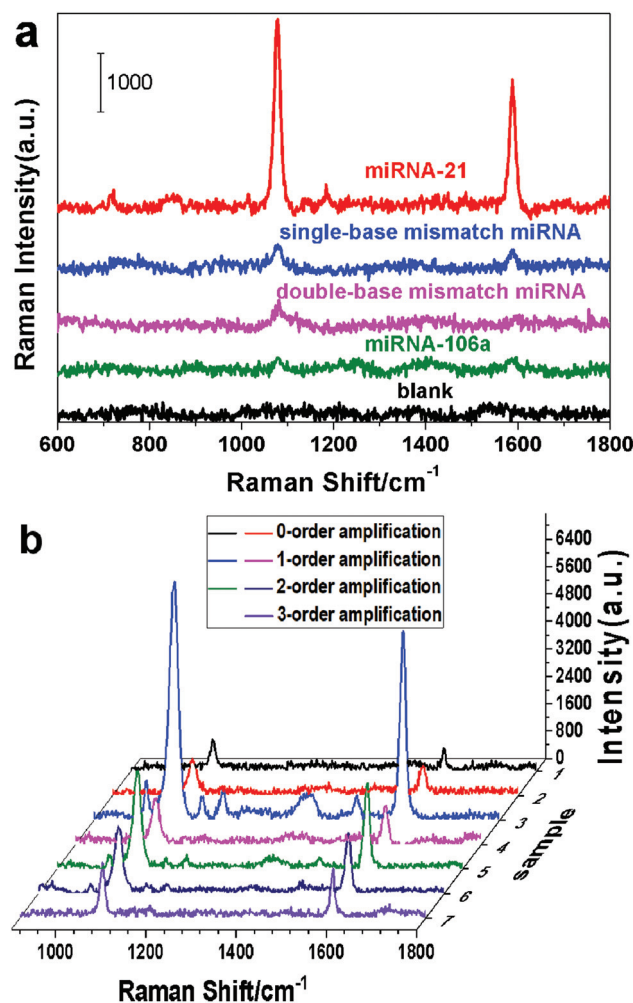 a
1000
Raman Intensity(a.u.)
miRNA-21
single-base mismatch miRNA
double-base mismatch miRNA
miRNA-106a
blank
600 800 1000 1200 1400 1600 1800
Raman Shift/cm-1
b
0-order amplification
1-order amplification
2-order amplification
3-order amplification
6400
5600
4800
4000
3200
2400
1600
800
0
Intensity(a.u.)
1
2
3
4
5
6
7
sample
1000 1200 1400 1600 1800
Raman Shift/cm-1